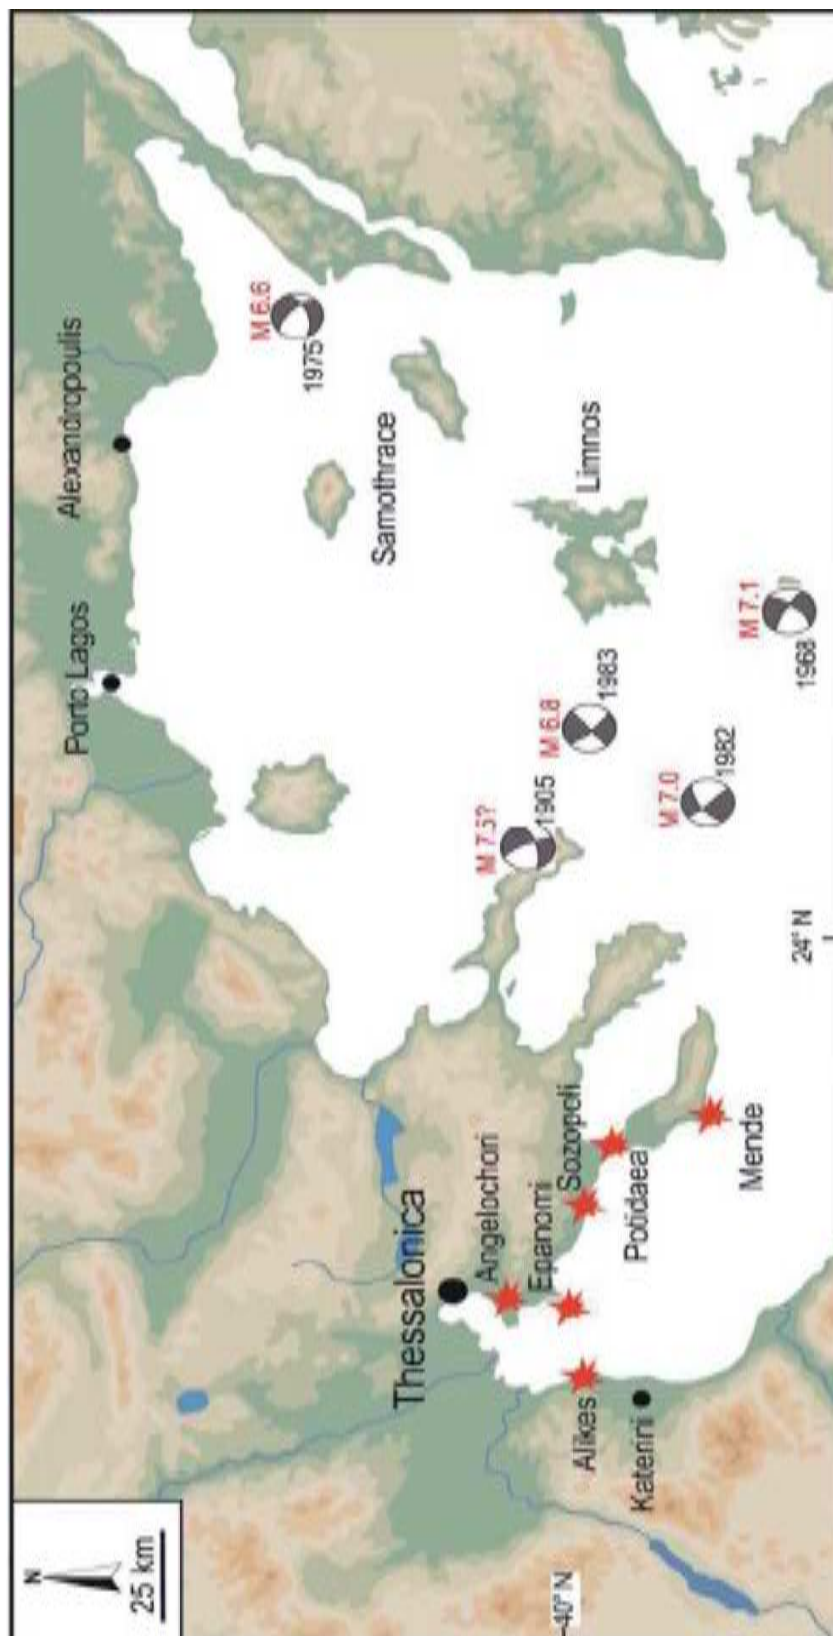 N
25 km
Thessalonica
Angelochori
Epanomi
Sozopoli
Potidaea
Mende
Alikes
Katerini
Porto Lagos
Alexandropoulis
Samothrace
Limnos
M 6.6
1975
M 7.5?
1905
M 6.8
1983
M 7.0
1982
M 7.1
1968
40° N
24° N